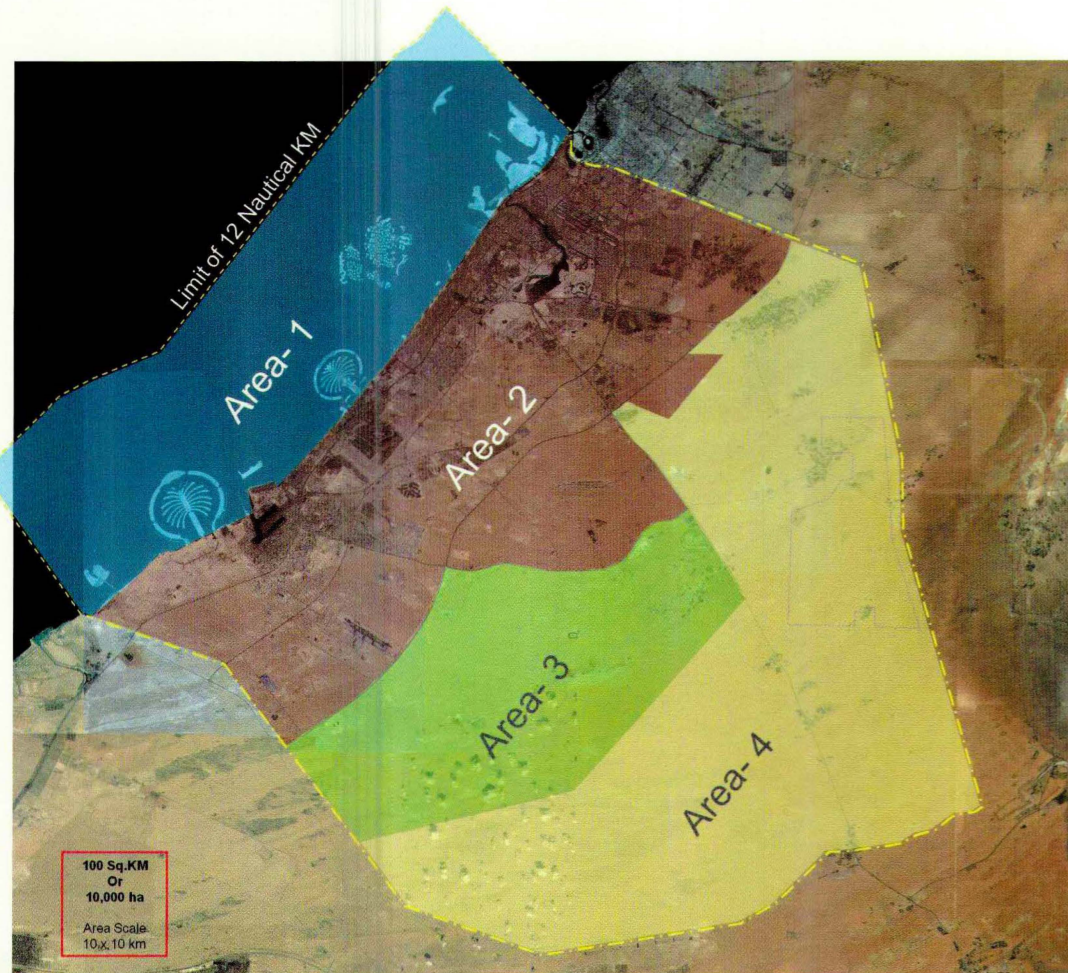 Limit of 12 Nautical KM
Area- 1
Area- 2
Area- 3
Area- 4
100 Sq.KM
Or
10,000 ha
Area Scale
10 x 10 km